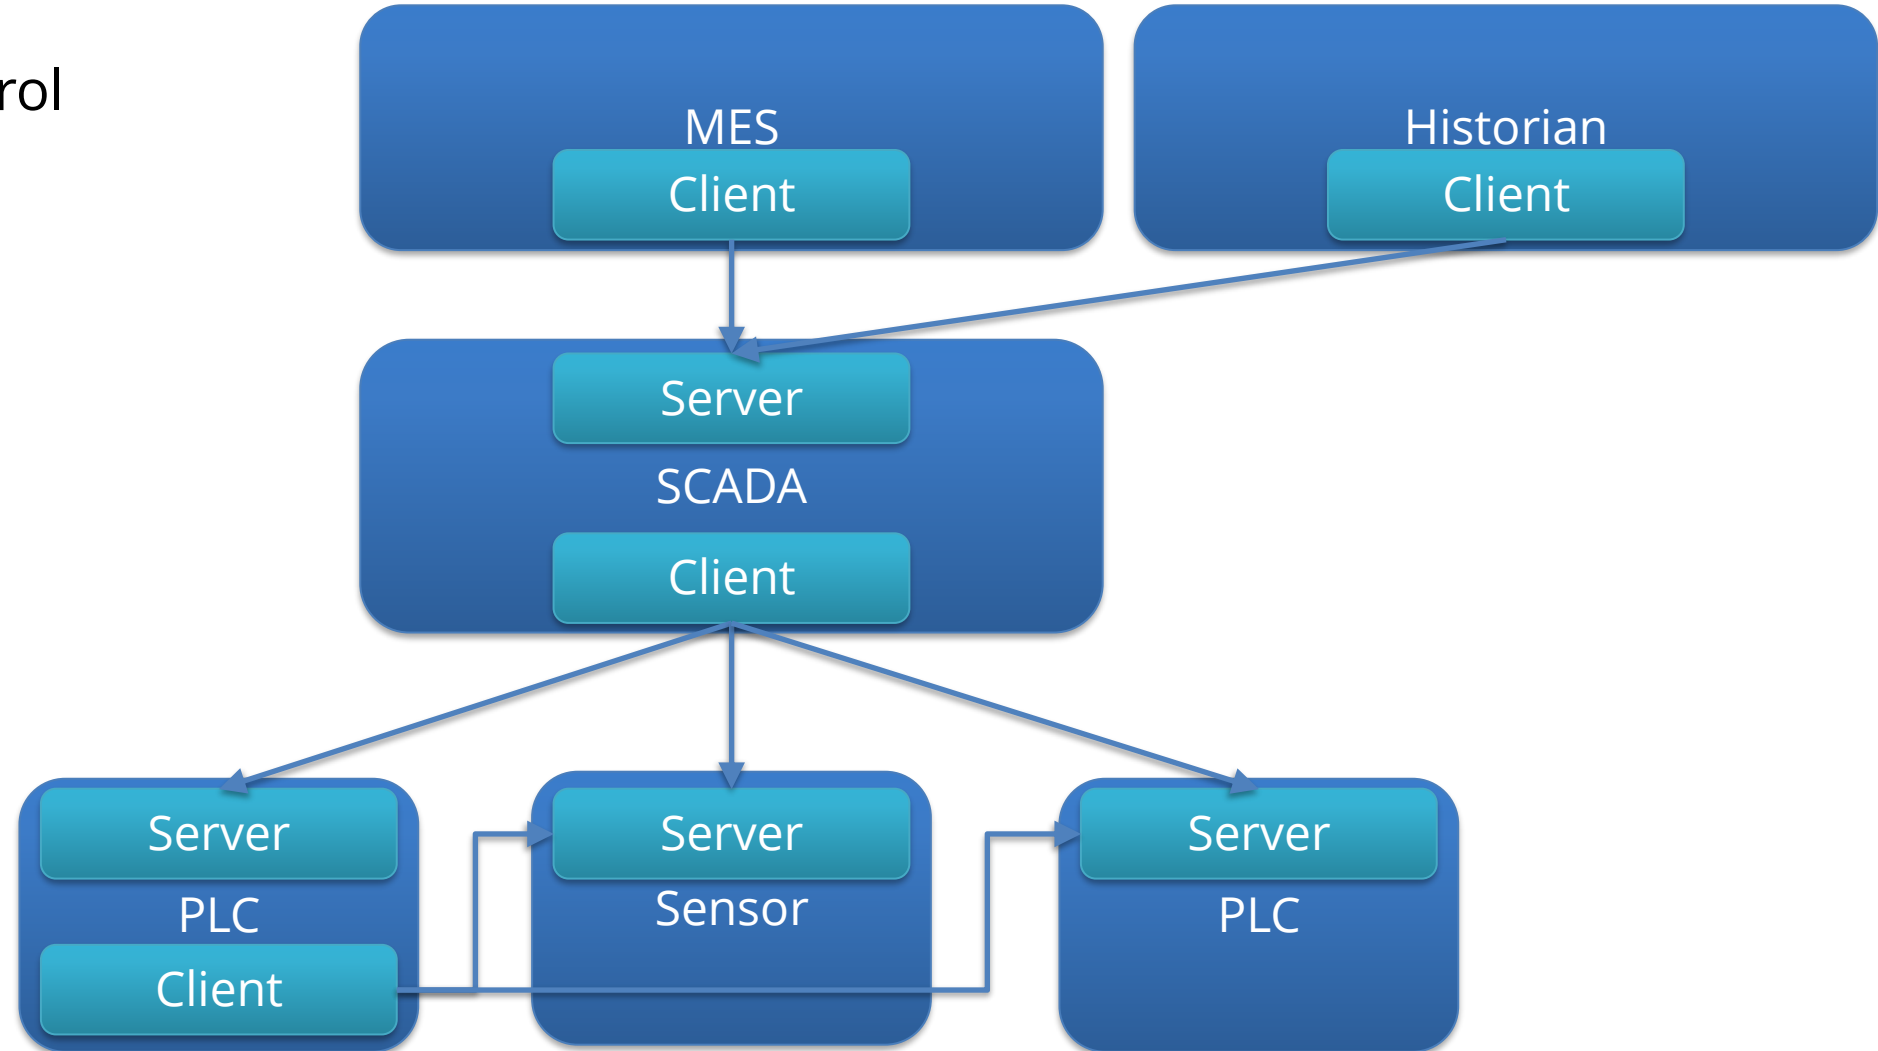 rol
MES
Client
Historian
Client
Server
SCADA
Client
Server
PLC
Client
Server
Sensor
Server
PLC